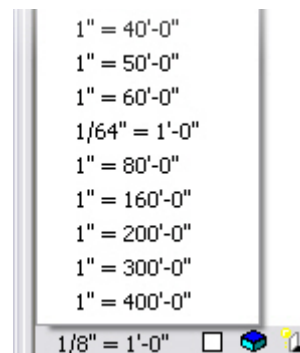 1" = 40'-0"
1" = 50'-0"
1" = 60'-0"
1/64" = 1'-0"
1" = 80'-0"
1" = 160'-0"
1" = 200'-0"
1" = 300'-0"
1" = 400'-0"
1/8" = 1'-0"